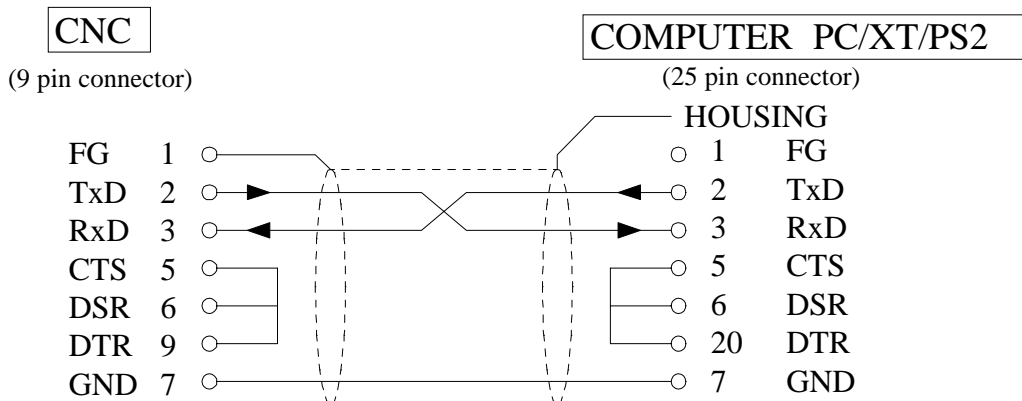 CNC COMPUTER PC/XT/PS2
(9 pin connector) (25 pin connector)
HOUSING
FG 1 1 FG
TxD 2 2 TxD
RxD 3 3 RxD
CTS 5 5 CTS
DSR 6 6 DSR
DTR 9 20 DTR
GND 7 7 GND